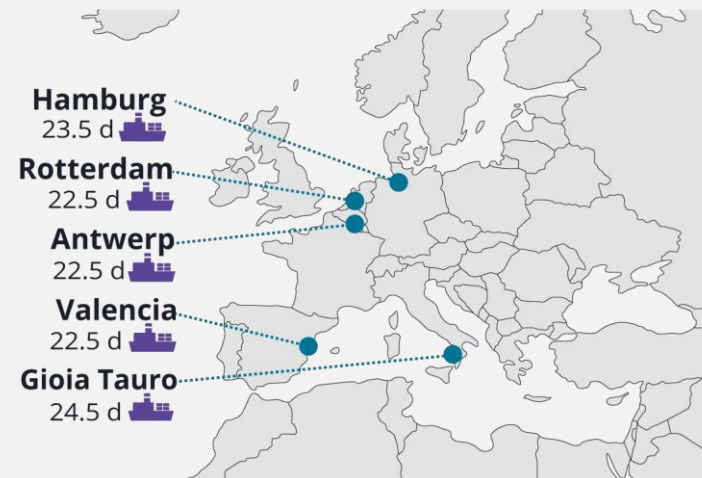 Hamburg
23.5 d
Rotterdam
22.5 d
Antwerp
22.5 d
Valencia
22.5 d
Gioia Tauro
24.5 d